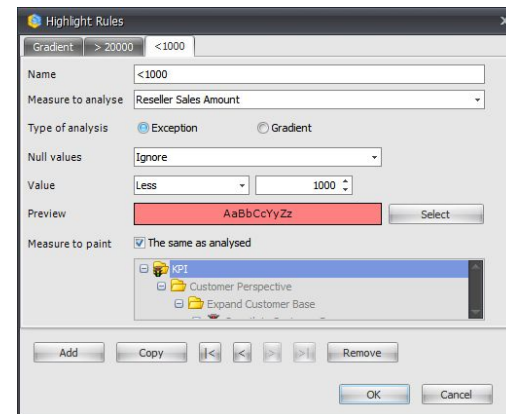 Highlight Rules
Gradient > 20000 <1000
Name <1000
Measure to analyse Reseller Sales Amount
Type of analysis Exception Gradient
Null values Ignore
Value Less 1000
Preview AaBbCcYyZz Select
Measure to paint The same as analysed
KPI
Customer Perspective
Expand Customer Base
Add Copy |< < > >| Remove
OK Cancel